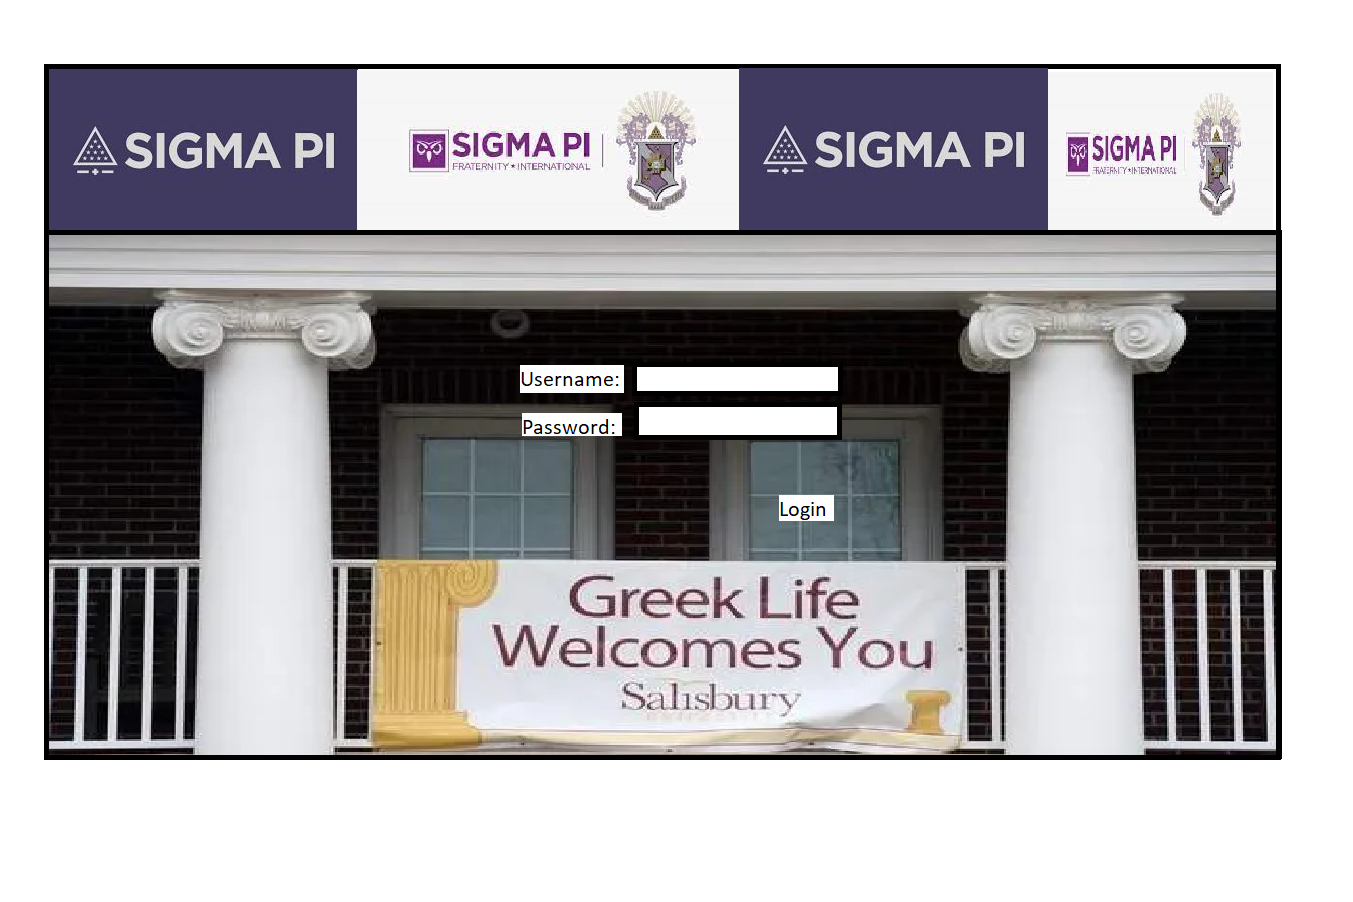 SIGMA PI
SIGMA PI
FRATERNITY ★ INTERNATIONAL
SIGMA PI
SIGMA PI
FRATERNITY ★ INTERNATIONAL
Username:
Password:
Login
Greek Life
Welcomes You
Salisbury
UNIVERSITY